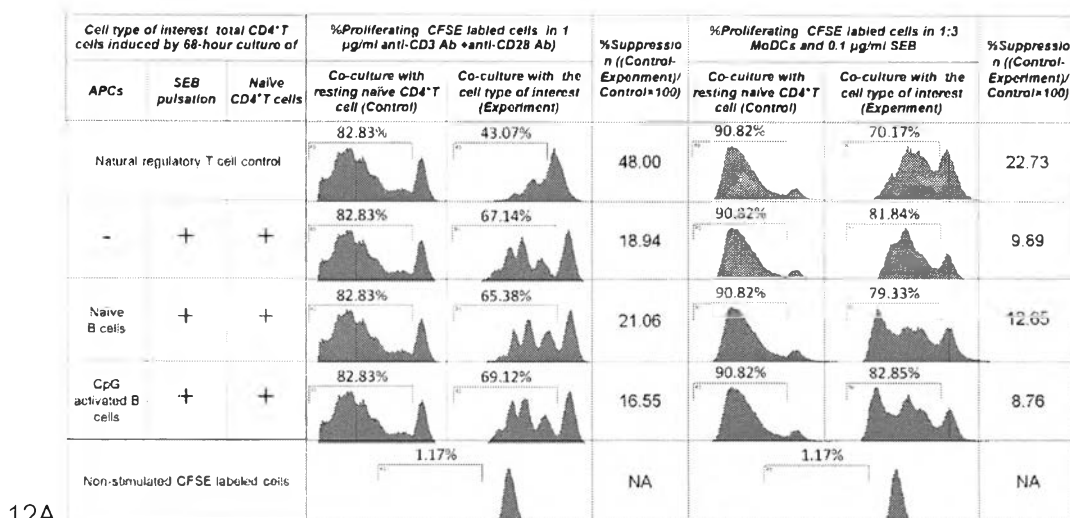 Cell type of interest total CD4+T
cells induced by 68-hour culture of
APCs
SEB
pulsation
Naïve
CD4+T cells
%Proliferating CFSE labled cells in 1
µg/ml anti-CD3 Ab +anti-CD28 Ab)
Co-culture with
resting naïve CD4+T
cell (Control)
Co-culture with the
cell type of interest
(Experiment)
%Suppressio
n ((Control-
Experiment)/
Control*100)
%Proliferating CFSE labled cells in 1:3
MoDCs and 0.1 µg/ml SEB
Co-culture with
resting naïve CD4+T
cell (Control)
Co-culture with the
cell type of interest
(Experiment)
%Suppressio
n ((Control-
Experiment)/
Control*100)
Natural regulatory T cell control
82.83%
43.07%
48.00
90.82%
70.17%
22.73
-
+
+
82.83%
67.14%
18.94
90.82%
81.84%
9.89
Naive
B cells
+
+
82.83%
65.38%
21.06
90.82%
79.33%
12.65
CpG
activated B
cells
+
+
82.83%
69.12%
16.55
90.82%
82.85%
8.76
Non-stimulated CFSE labeled cells
1.17%
NA
1.17%
NA
12A